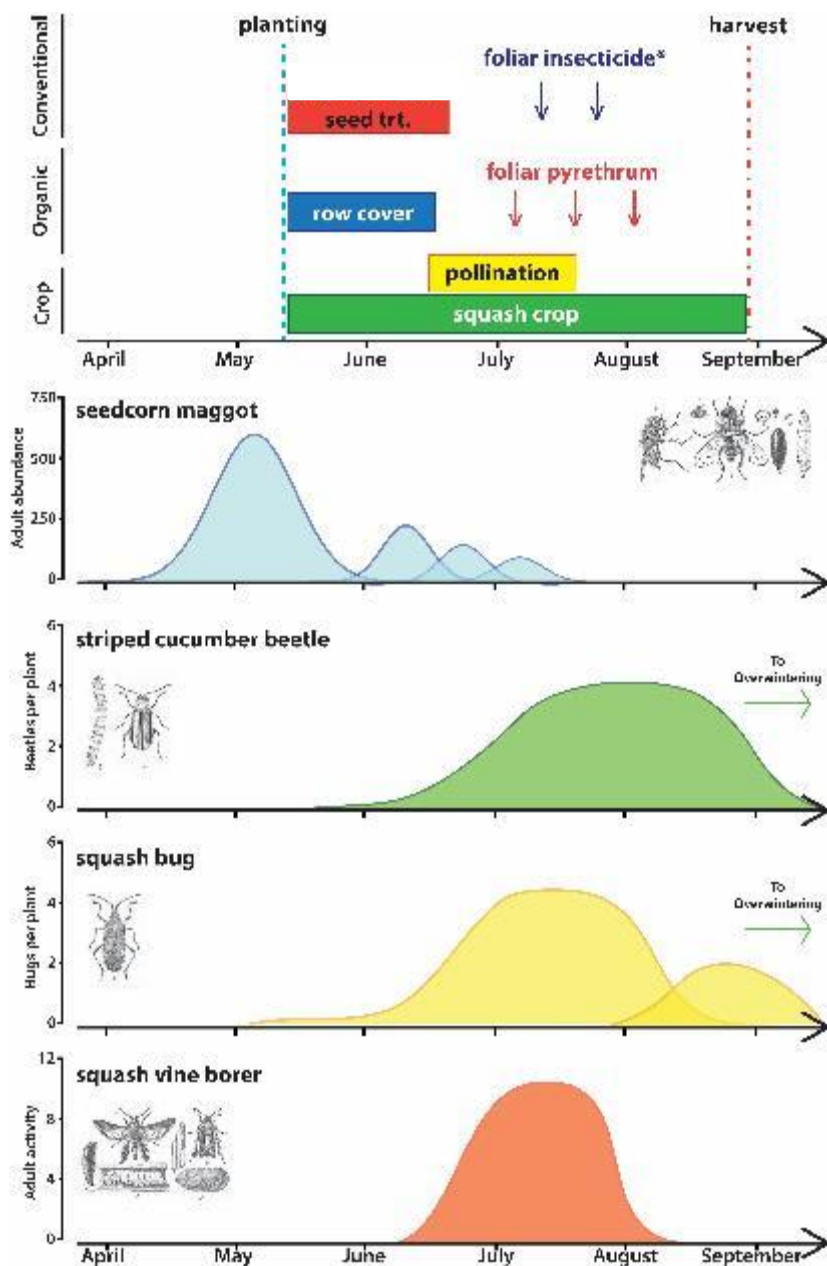 planting
harvest
Conventional
foliar insecticide*
seed trt.
Organic
foliar pyrethrum
row cover
Crop
pollination
squash crop
April May June July August September
seedcorn maggot
Adult abundance
750
500
250
0
striped cucumber beetle
Beetles per plant
6
4
2
0
To
Overwintering
squash bug
Bugs per plant
6
4
2
0
To
Overwintering
squash vine borer
Adult activity
12
8
4
0
April May June July August September